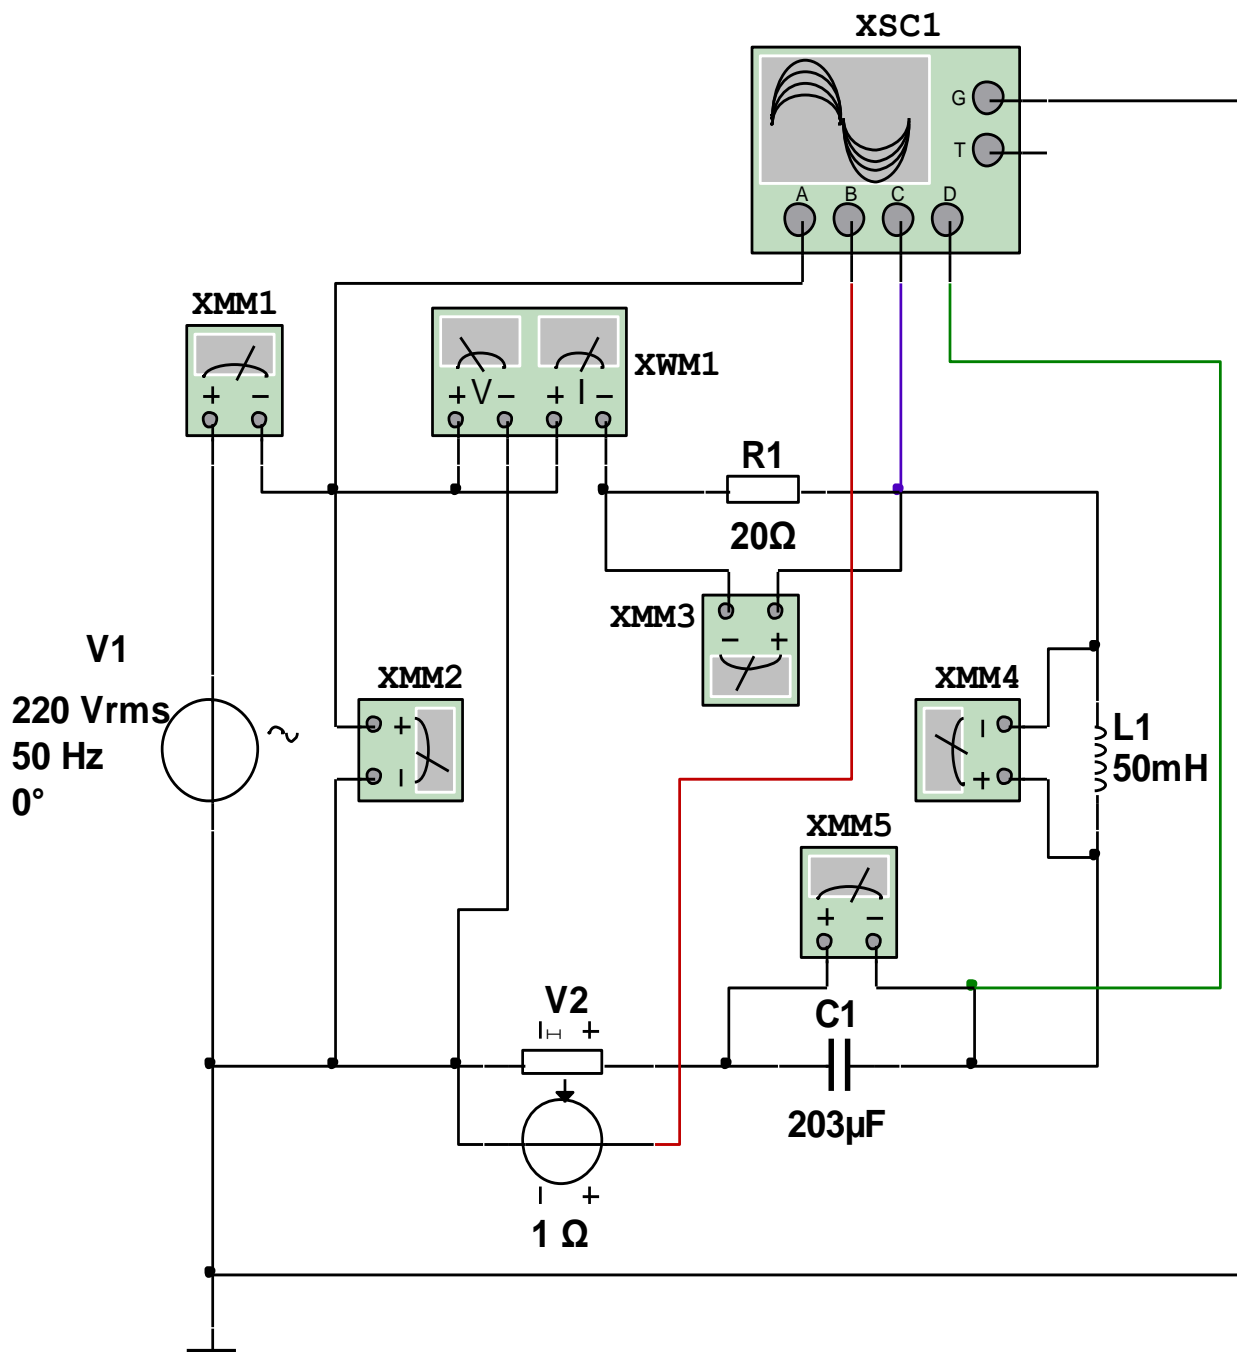 XSC1
G
T
A B C D
XMM1
+ −
XWM1
+ V − + I −
R1
20Ω
XMM3
− +
V1
220 Vrms
50 Hz
0°
XMM2
+
−
XMM4
−
+
L1
50mH
XMM5
+ −
V2
− +
C1
203µF
− +
1 Ω